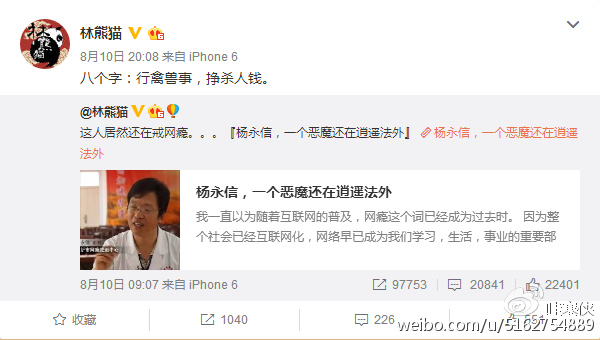 林熊猫
8月10日 20:08 来自 iPhone 6
八个字：行禽兽事，挣杀人钱。
@林熊猫
这人居然还在戒网瘾。。。『杨永信，一个恶魔还在逍遥法外』 杨永信，一个恶魔还在逍遥
法外
杨永信，一个恶魔还在逍遥法外
我一直以为随着互联网的普及，网瘾这个词已经成为过去时。 因为整
个社会已经互联网化，网络早已成为我们学习，生活，事业的重要部
8月10日 09:07 来自 iPhone 6 97753 20841 22401
收藏 1040 226
weibo.com/u/5162754889